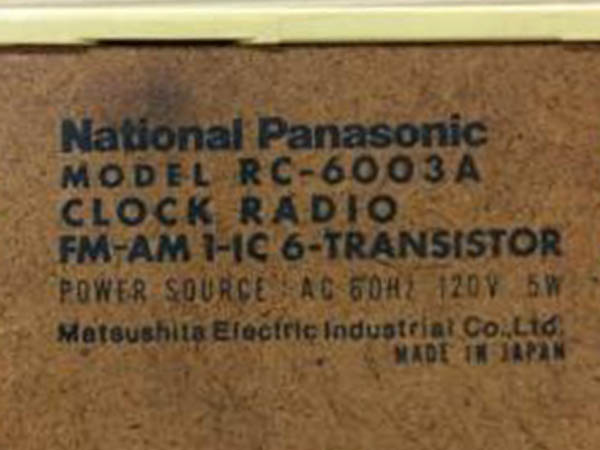 National Panasonic
MODEL RC-6003A
CLOCK RADIO
FM-AM 1-IC 6-TRANSISTOR
POWER SOURCE: AC 60HZ 120V 5W
Matsushita Electric Industrial Co.,Ltd.
MADE IN JAPAN